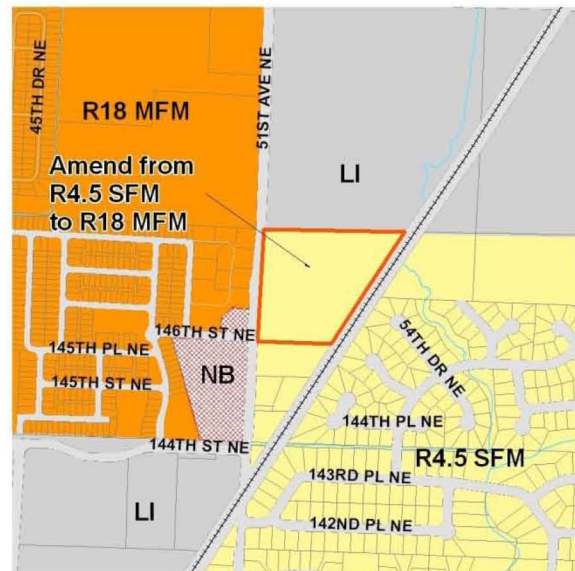 45TH DR NE
R18 MFM
51ST AVE NE
LI
Amend from
R4.5 SFM
to R18 MFM
146TH ST NE
145TH PL NE
145TH ST NE
NB
144TH ST NE
54TH DR NE
144TH PL NE
R4.5 SFM
143RD PL NE
LI
142ND PL NE